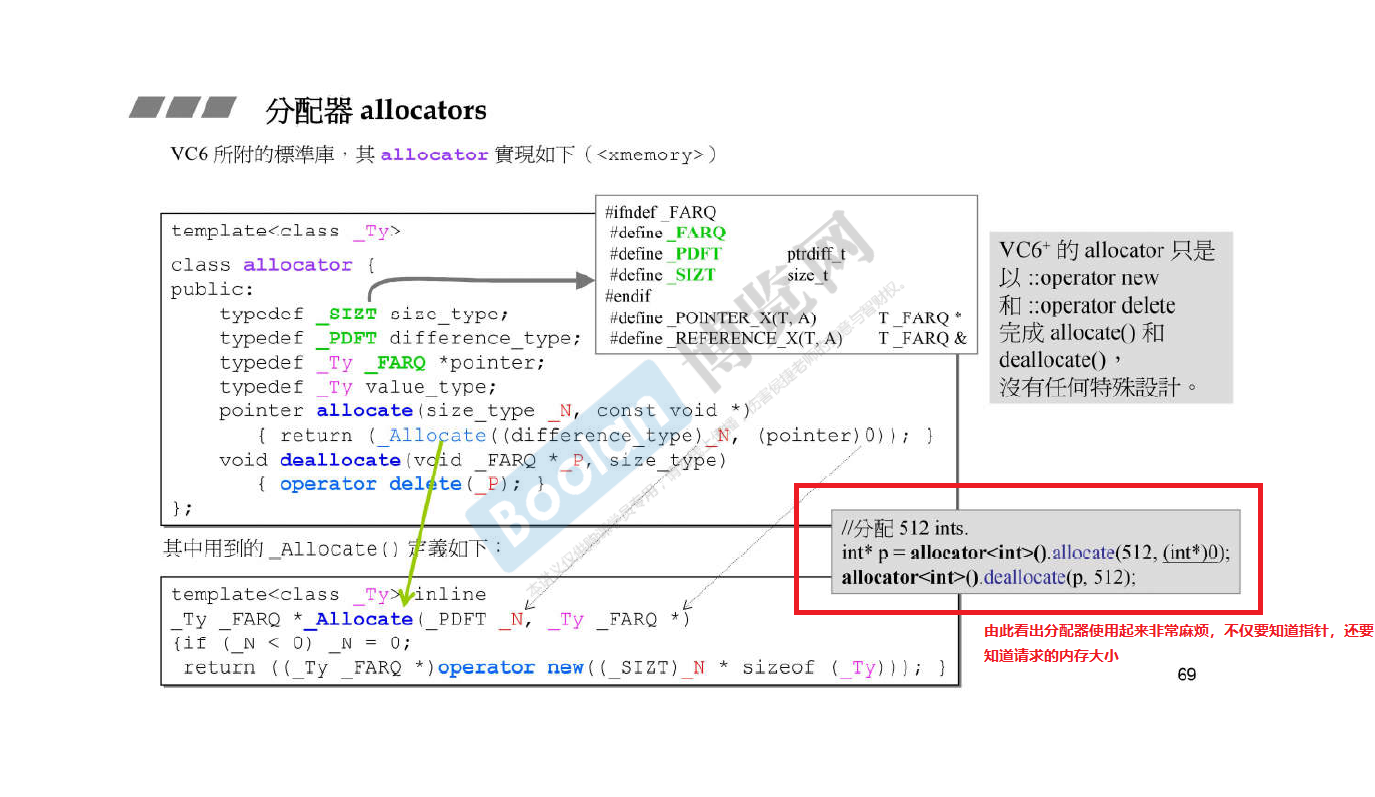 分配器 allocators
VC6 所附的標準庫，其 allocator 實現如下（<xmemory>）
template<class _Ty>
class allocator {
public:
typedef _SIZT size_type;
typedef _PDFT difference_type;
typedef _Ty _FARQ *pointer;
typedef _Ty value_type;
pointer allocate(size_type _N, const void *)
{ return (_Allocate((difference_type)_N, (pointer)0)); }
void deallocate(void _FARQ *_P, size_type)
{ operator delete(_P); }
};
#ifndef _FARQ
#define _FARQ
#define _PDFT ptrdiff_t
#define _SIZT size_t
#endif
#define _POINTER_X(T, A) T _FARQ *
#define _REFERENCE_X(T, A) T _FARQ &
VC6+ 的 allocator 只是
以 ::operator new
和 ::operator delete
完成 allocate() 和
deallocate()，
沒有任何特殊設計。
其中用到的 _Allocate() 定義如下：
template<class _Ty> inline
_Ty _FARQ *_Allocate(_PDFT _N, _Ty _FARQ *)
{if (_N < 0) _N = 0;
return ((_Ty _FARQ *)operator new((_SIZT)_N * sizeof (_Ty))); }
//分配 512 ints.
int* p = allocator<int>().allocate(512, (int*)0);
allocator<int>().deallocate(p, 512);
由此看出分配器使用起来非常麻烦，不仅要知道指针，还要
知道请求的内存大小
69
Boolan 博览网